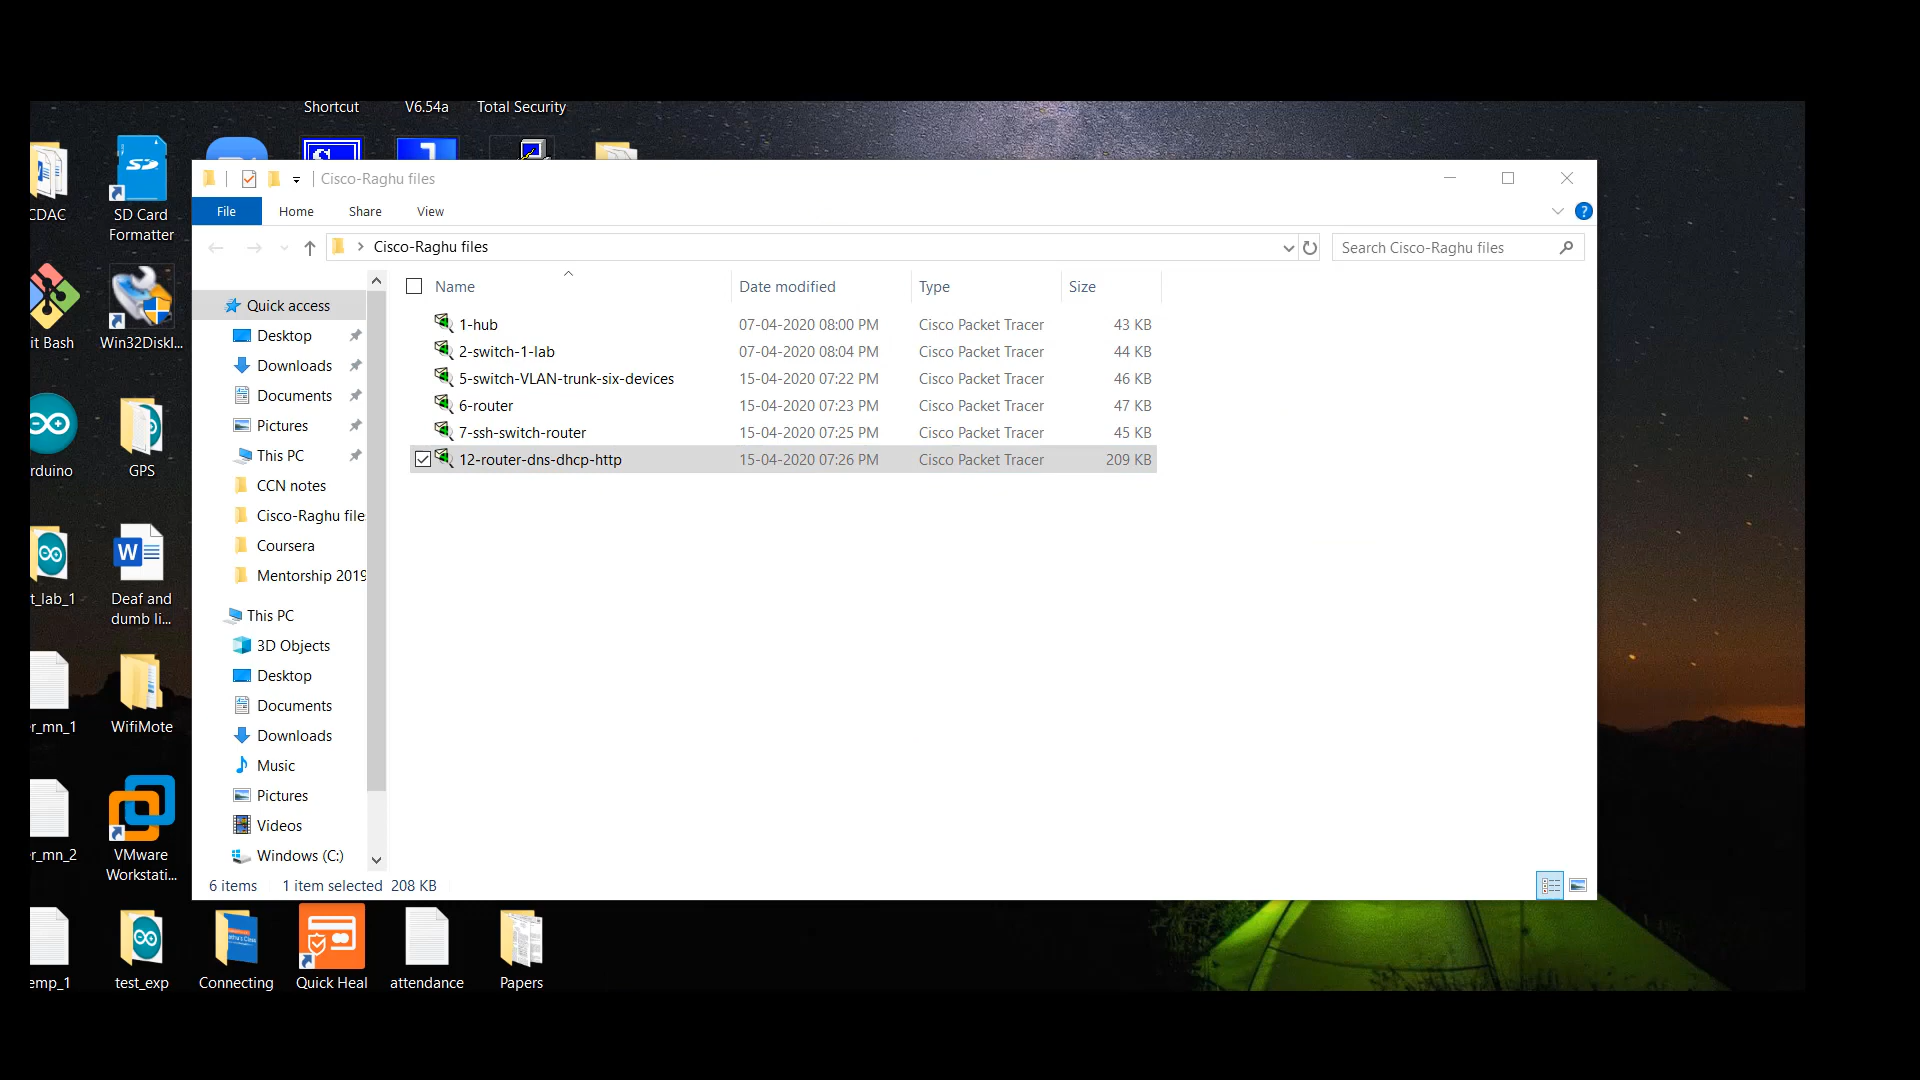 Shortcut V6.54a Total Security
CDAC
SD Card
Formatter
it Bash
Win32DiskI...
rduino
GPS
t_lab_1
Deaf and
dumb li...
r_mn_1
WifiMote
er_mn_2
VMware
Workstati...
emp_1
test_exp
Connecting
Quick Heal
attendance
Papers
Cisco-Raghu files
File Home Share View
?
Cisco-Raghu files
Search Cisco-Raghu files
Quick access
Desktop
Downloads
Documents
Pictures
This PC
CCN notes
Cisco-Raghu file
Coursera
Mentorship 2019
This PC
3D Objects
Desktop
Documents
Downloads
Music
Pictures
Videos
Windows (C:)
Name Date modified Type Size
1-hub 07-04-2020 08:00 PM Cisco Packet Tracer 43 KB
2-switch-1-lab 07-04-2020 08:04 PM Cisco Packet Tracer 44 KB
5-switch-VLAN-trunk-six-devices 15-04-2020 07:22 PM Cisco Packet Tracer 46 KB
6-router 15-04-2020 07:23 PM Cisco Packet Tracer 47 KB
7-ssh-switch-router 15-04-2020 07:25 PM Cisco Packet Tracer 45 KB
12-router-dns-dhcp-http 15-04-2020 07:26 PM Cisco Packet Tracer 209 KB
6 items 1 item selected 208 KB